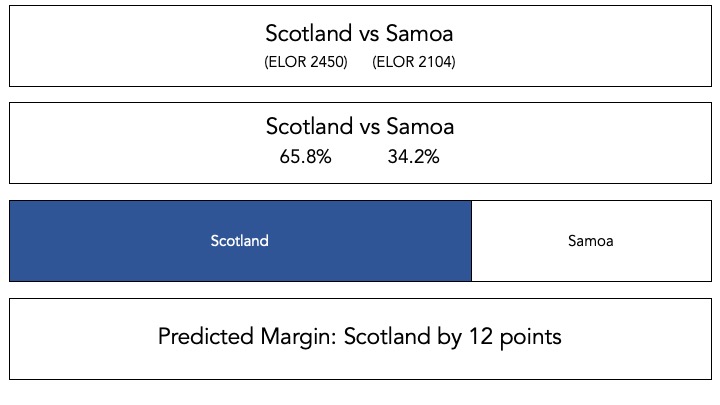 Scotland vs Samoa
(ELOR 2450) (ELOR 2104)
Scotland vs Samoa
65.8% 34.2%
Scotland Samoa
Predicted Margin: Scotland by 12 points